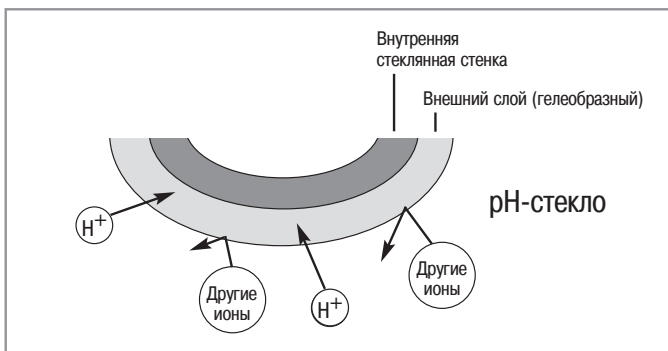 Внутренняя
стеклянная стенка
Внешний слой (гелеобразный)
pH-стекло
H+
Другие
ионы
H+
Другие
ионы